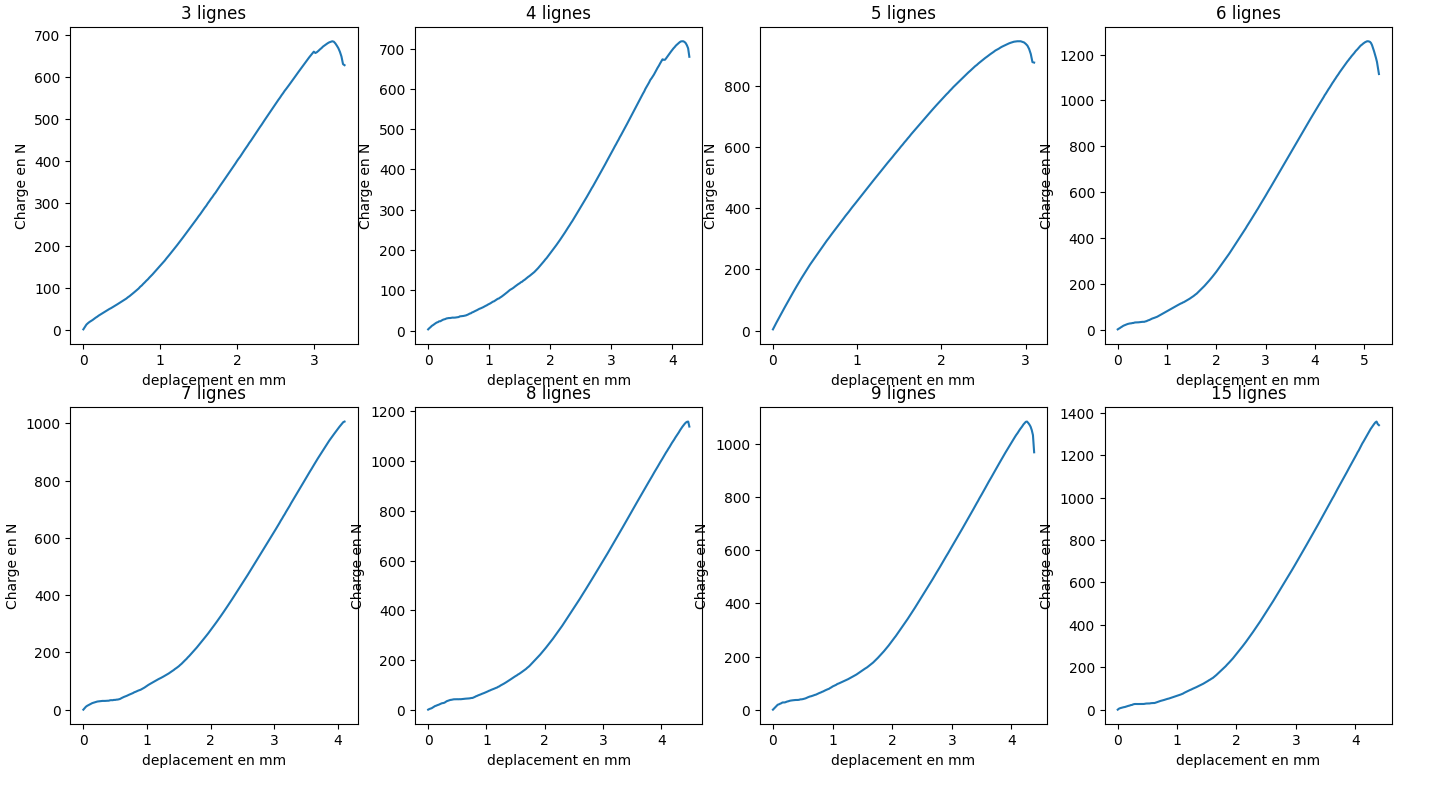 3 lignes
700
600
500
400
300
200
100
0
Charge en N
0 1 2 3
deplacement en mm
4 lignes
700
600
500
400
300
200
100
0
Charge en N
0 1 2 3 4
deplacement en mm
5 lignes
800
600
400
200
0
Charge en N
0 1 2 3
deplacement en mm
6 lignes
1200
1000
800
600
400
200
0
Charge en N
0 1 2 3 4 5
deplacement en mm
7 lignes
1000
800
600
400
200
0
Charge en N
0 1 2 3 4
deplacement en mm
8 lignes
1200
1000
800
600
400
200
0
Charge en N
0 1 2 3 4
deplacement en mm
9 lignes
1000
800
600
400
200
0
Charge en N
0 1 2 3 4
deplacement en mm
15 lignes
1400
1200
1000
800
600
400
200
0
Charge en N
0 1 2 3 4
deplacement en mm